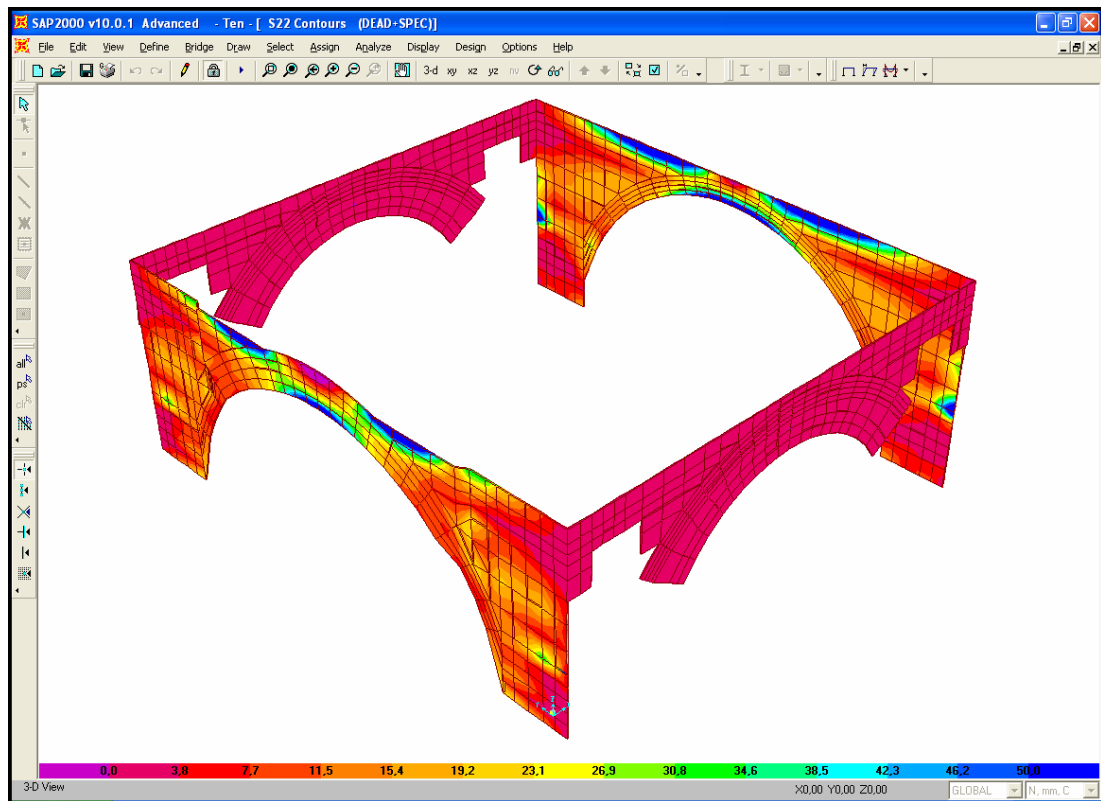 SAP2000 v10.0.1 Advanced - Ten - [ S22 Contours (DEAD+SPEC)]
File Edit View Define Bridge Draw Select Assign Analyze Display Design Options Help
3-d xy xz yz nv
all
ps
clr
0,0 3,8 7,7 11,5 15,4 19,2 23,1 26,9 30,8 34,6 38,5 42,3 46,2 50,0
3-D View X0,00 Y0,00 Z0,00 GLOBAL N, mm, C